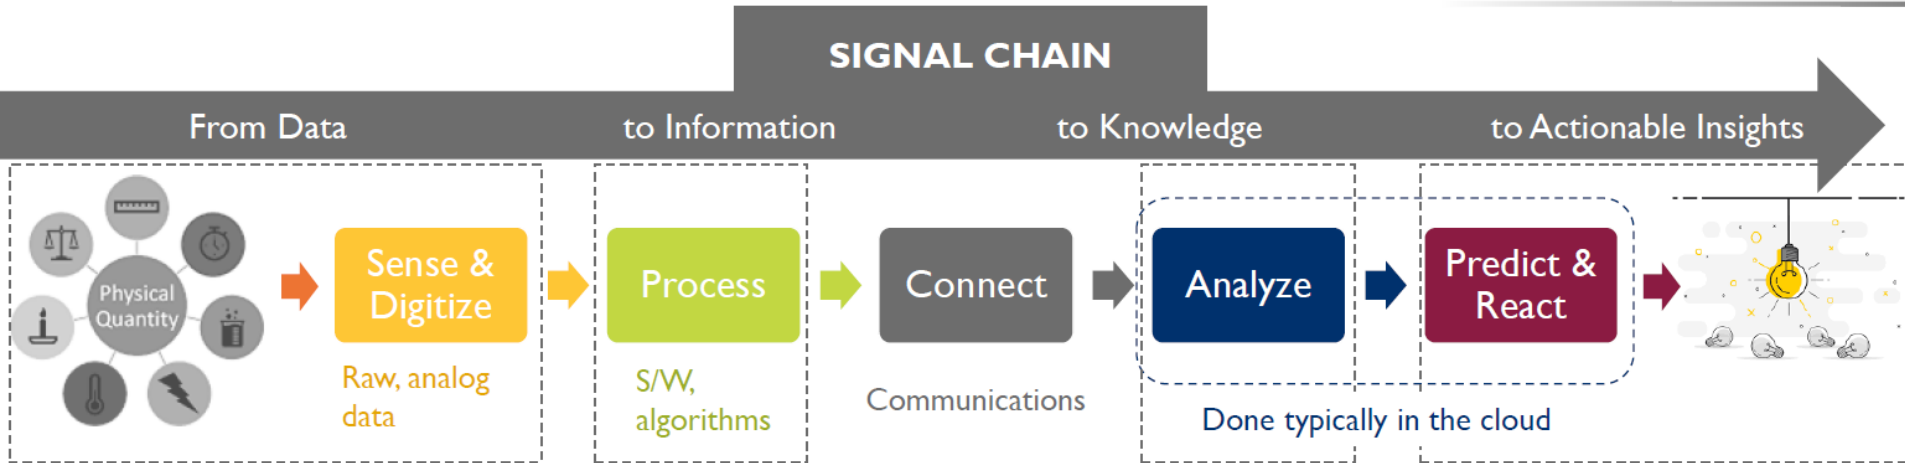 SIGNAL CHAIN
From Data
to Information
to Knowledge
to Actionable Insights
Physical
Quantity
Sense &
Digitize
Process
Connect
Analyze
Predict &
React
Raw, analog
data
S/W,
algorithms
Communications
Done typically in the cloud